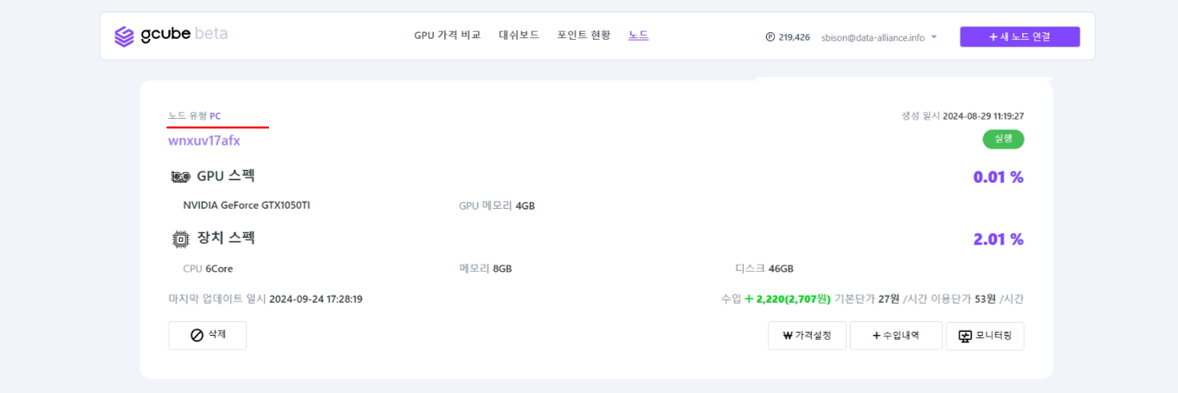 gcube beta
GPU 가격 비교 대쉬보드 포인트 현황 노드
Ⓟ 219,426 sbison@data-alliance.info
+ 새 노드 연결
노드 유형 PC
생성 일시 2024-08-29 11:19:27
wnxuv17afx
실행
GPU 스펙
0.01 %
NVIDIA GeForce GTX1050TI
GPU 메모리 4GB
장치 스펙
2.01 %
CPU 6Core
메모리 8GB
디스크 46GB
마지막 업데이트 일시 2024-09-24 17:28:19
수입 + 2,220(2,707원) 기본단가 27원 /시간 이용단가 53원 /시간
삭제
₩ 가격설정
+ 수입내역
모니터링